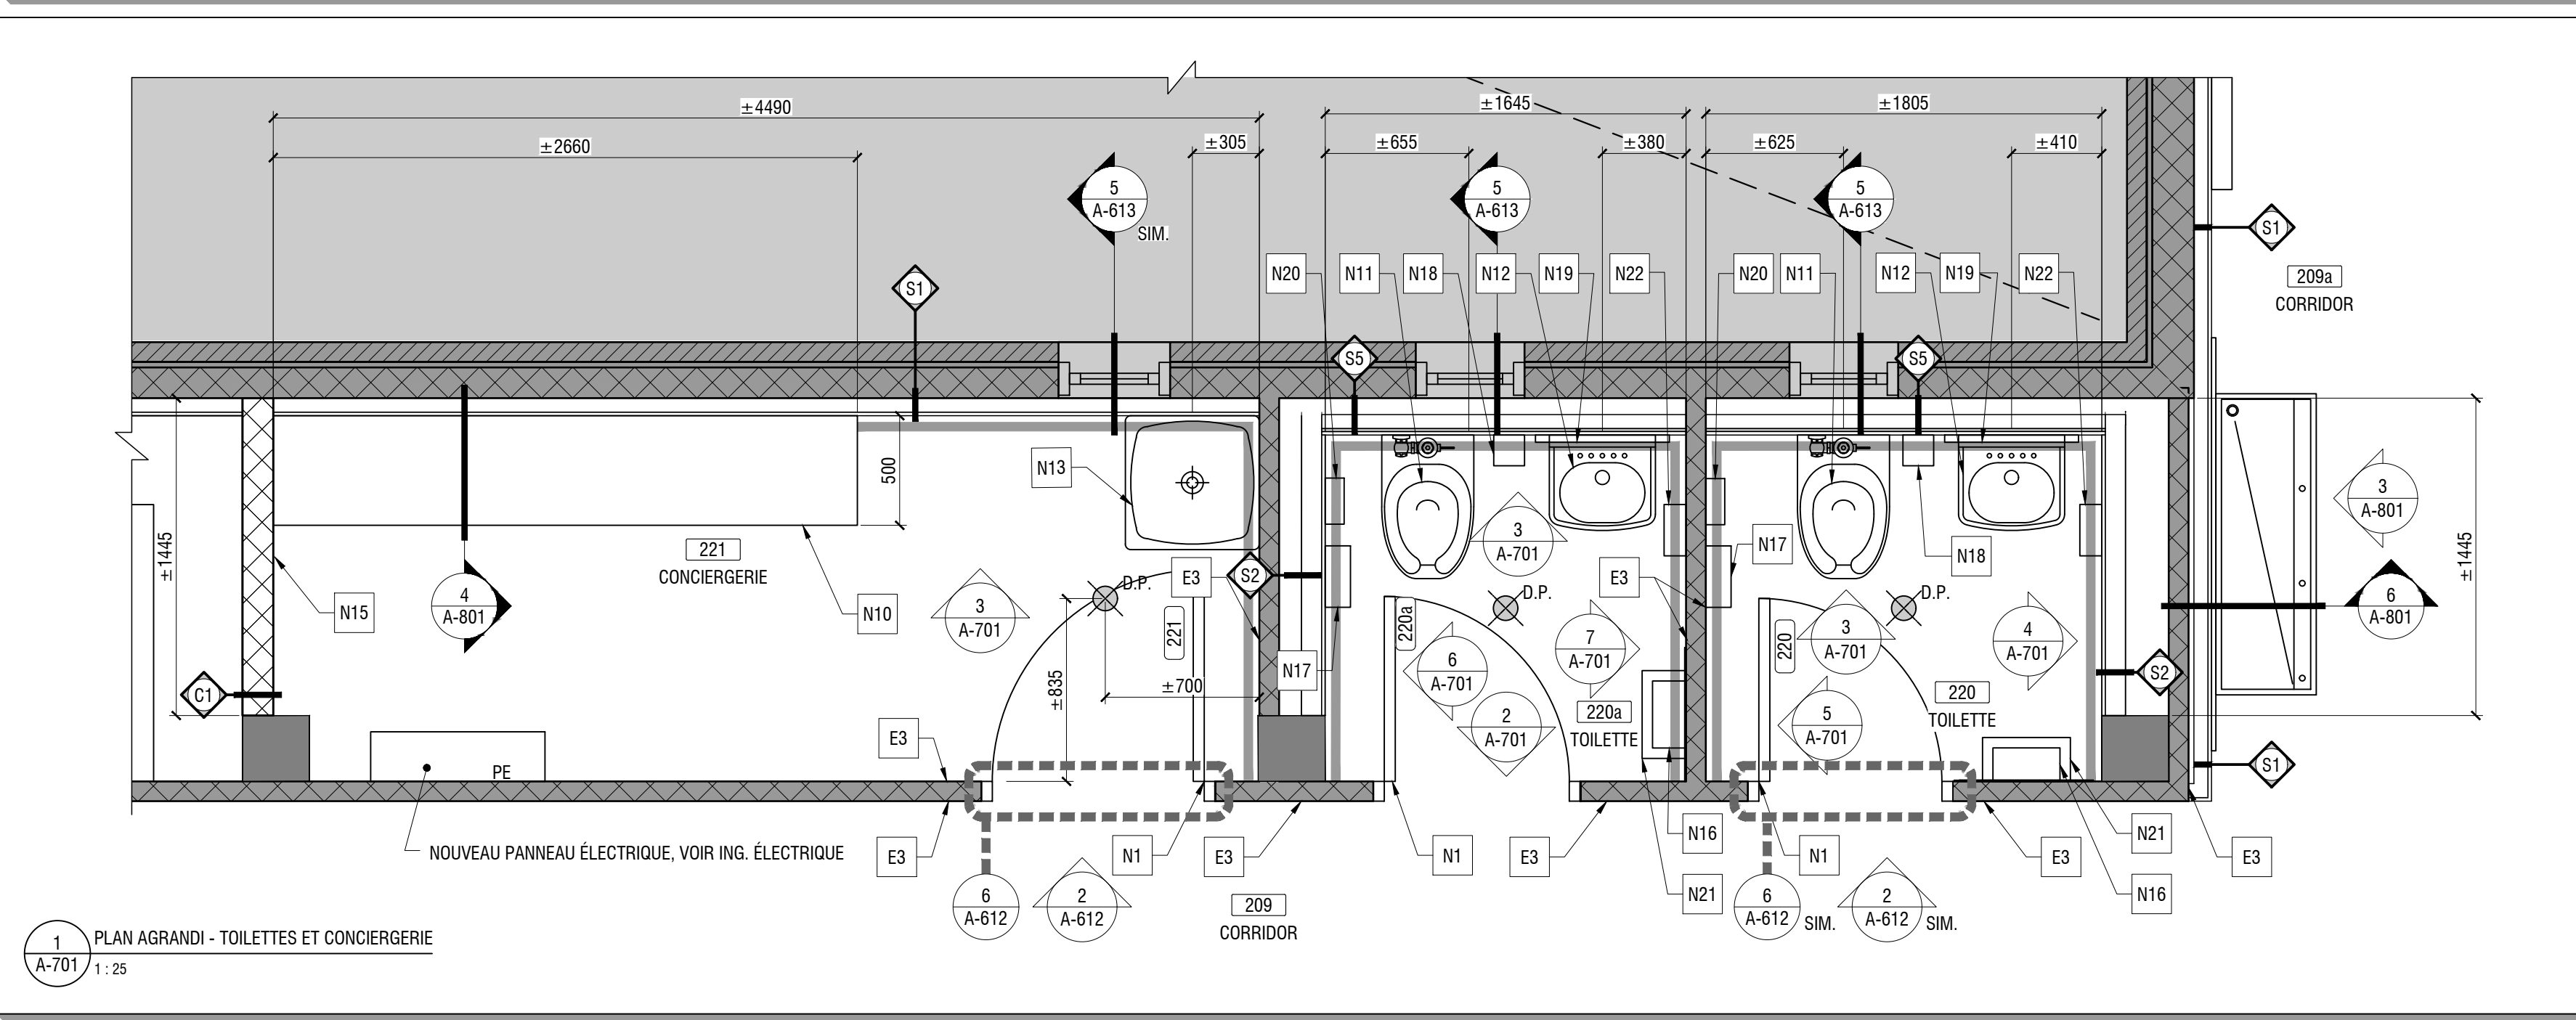 ±4490
±1645
±1805
±2660
±305
±655
±380
±625
±410
5
A-613
SIM.
5
A-613
5
A-613
S1
S1
209a
CORRIDOR
N20
N11
N18
N12
N19
N22
N20
N11
N12
N19
N22
S5
S5
±1445
500
N13
221
CONCIERGERIE
N15
4
A-801
N10
3
A-701
D.P.
E3
S2
221
±835
±700
C1
PE
E3
N17
3
A-701
220a
D.P.
6
A-701
7
A-701
2
A-701
220a
TOILETTE
E3
N17
N18
220
3
A-701
D.P.
4
A-701
5
A-701
220
TOILETTE
S2
3
A-801
6
A-801
±1445
S1
NOUVEAU PANNEAU ÉLECTRIQUE, VOIR ING. ÉLECTRIQUE
E3
N1
E3
N1
E3
N16
N21
N1
E3
N21
N16
E3
6
A-612
2
A-612
209
CORRIDOR
6
A-612
SIM.
2
A-612
SIM.
1
A-701
PLAN AGRANDI - TOILETTES ET CONCIERGERIE
1 : 25